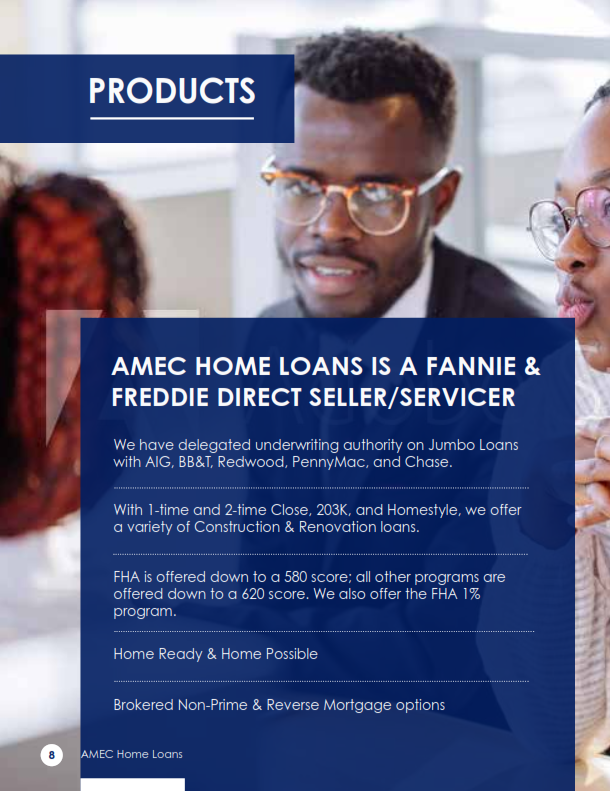 PRODUCTS
AMEC HOME LOANS IS A FANNIE &
FREDDIE DIRECT SELLER/SERVICER
We have delegated underwriting authority on Jumbo Loans
with AIG, BB&T, Redwood, PennyMac, and Chase.
With 1-time and 2-time Close, 203K, and Homestyle, we offer
a variety of Construction & Renovation loans.
FHA is offered down to a 580 score; all other programs are
offered down to a 620 score. We also offer the FHA 1%
program.
Home Ready & Home Possible
Brokered Non-Prime & Reverse Mortgage options
8 AMEC Home Loans